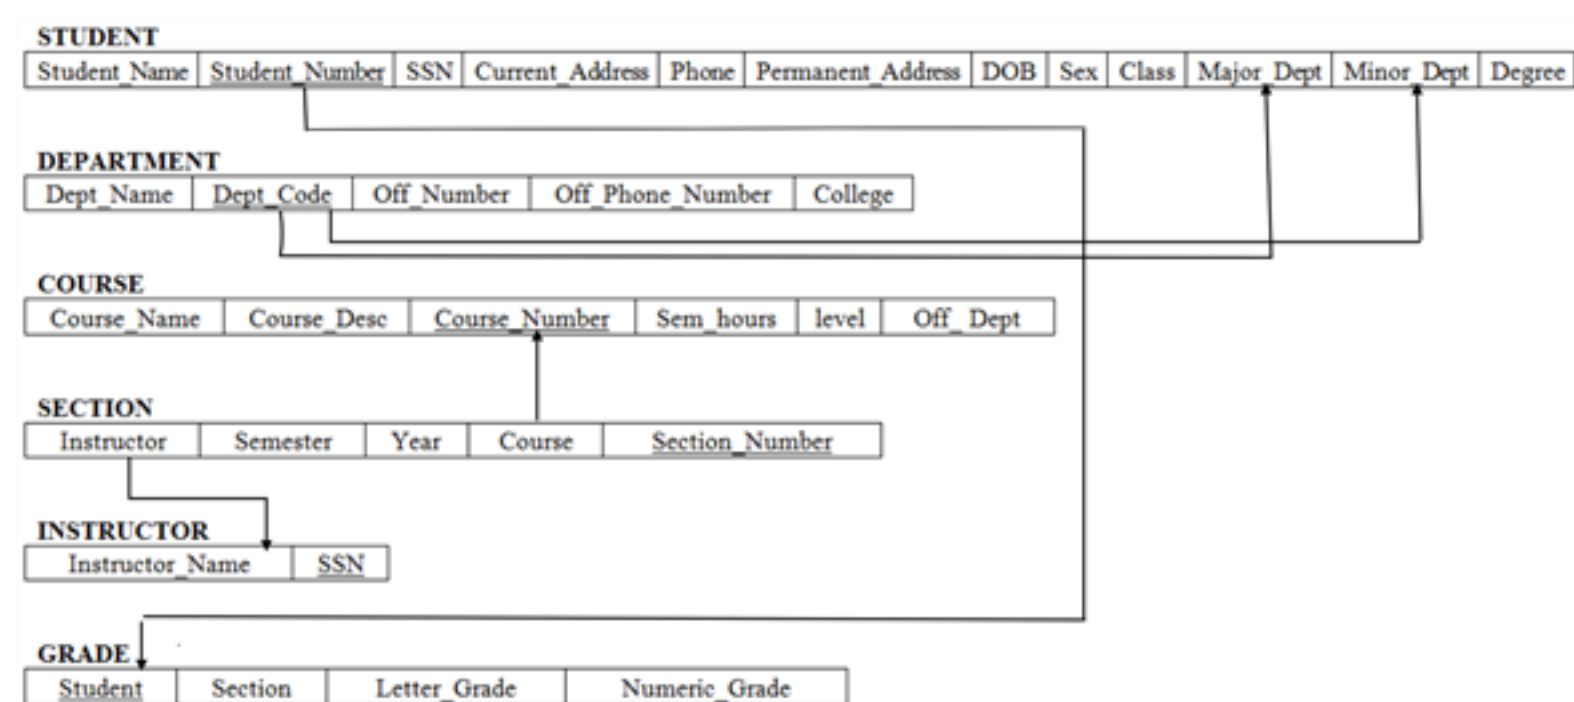 STUDENT
Student_Name Student_Number SSN Current_Address Phone Permanent_Address DOB Sex Class Major_Dept Minor_Dept Degree
DEPARTMENT
Dept_Name Dept_Code Off_Number Off_Phone_Number College
COURSE
Course_Name Course_Desc Course_Number Sem_hours level Off_ Dept
SECTION
Instructor Semester Year Course Section_Number
INSTRUCTOR
Instructor_Name SSN
GRADE
Student Section Letter_Grade Numeric_Grade